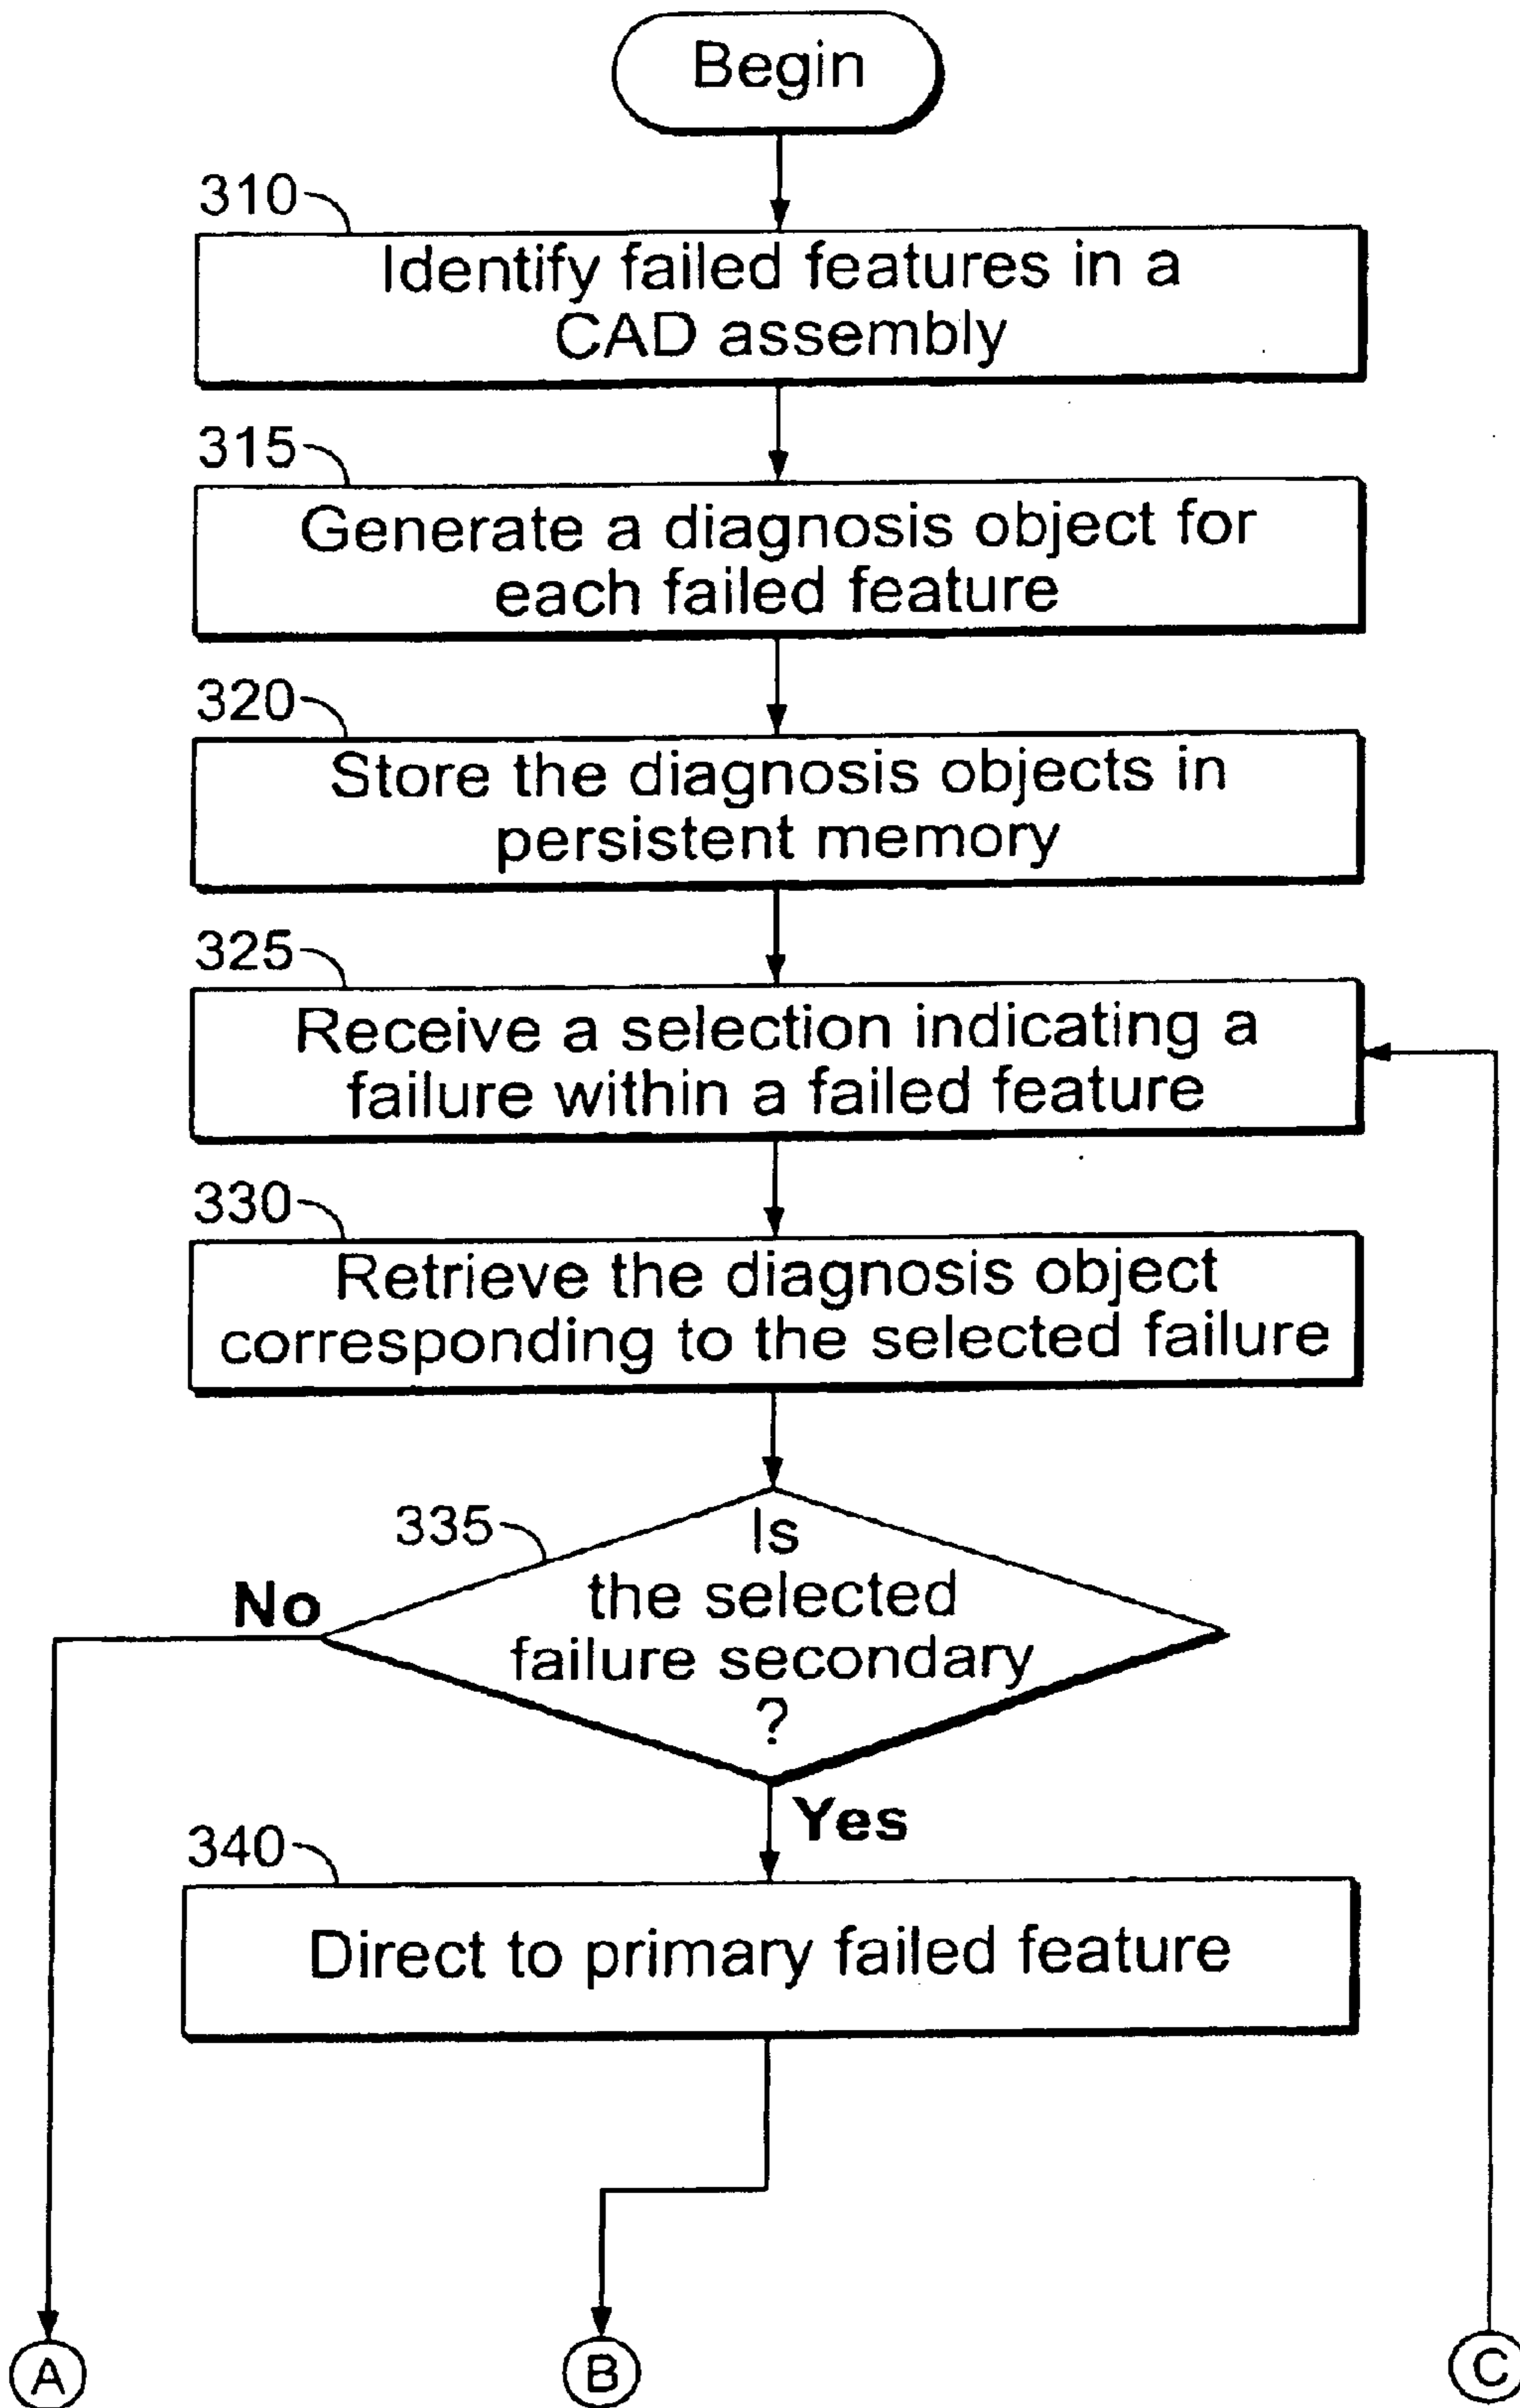 Begin
310
Identify failed features in a
CAD assembly
315
Generate a diagnosis object for
each failed feature
320
Store the diagnosis objects in
persistent memory
325
Receive a selection indicating a
failure within a failed feature
330
Retrieve the diagnosis object
corresponding to the selected failure
335
Is
the selected
failure secondary
?
No
Yes
340
Direct to primary failed feature
A
B
C